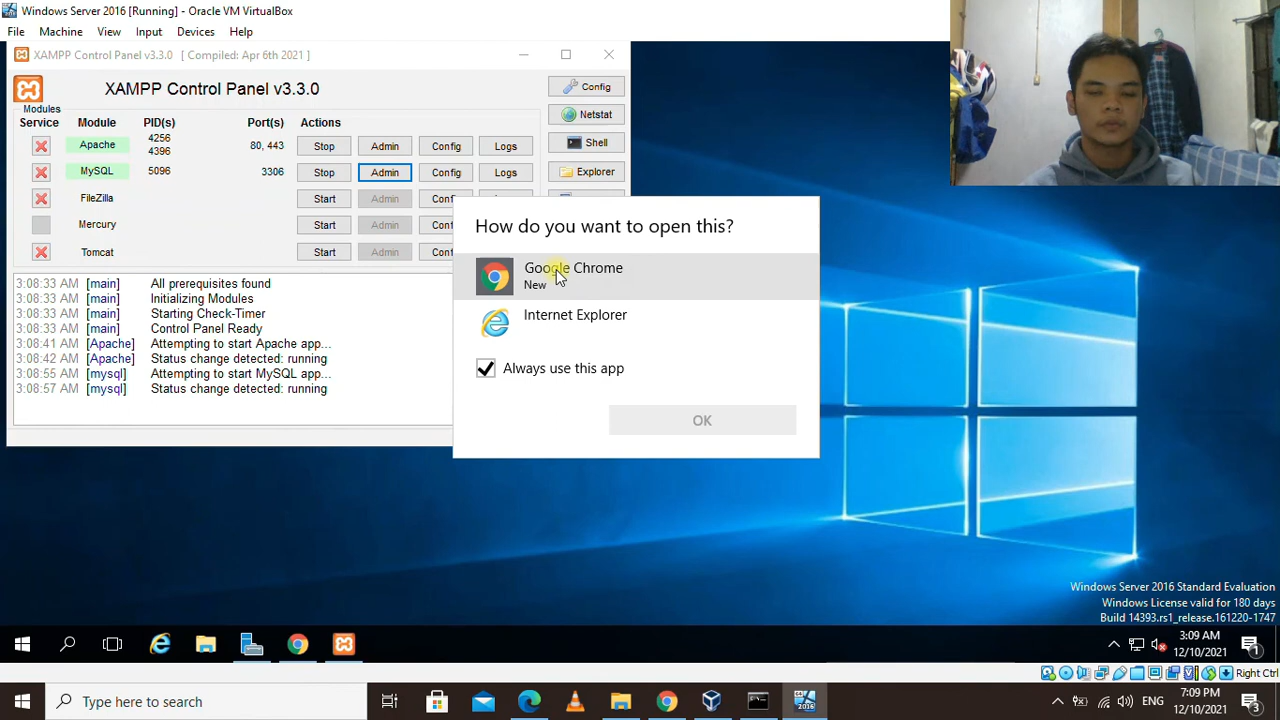 Windows Server 2016 [Running] - Oracle VM VirtualBox
File Machine View Input Devices Help
XAMPP Control Panel v3.3.0 [ Compiled: Apr 6th 2021 ]
XAMPP Control Panel v3.3.0
Config
Modules
Service Module PID(s) Port(s) Actions
Netstat
Apache 4256 4396 80, 443 Stop Admin Config Logs
Shell
MySQL 5096 3306 Stop Admin Config Logs
Explorer
FileZilla Start Admin
Mercury Start Admin
Tomcat Start Admin
3:08:33 AM [main] All prerequisites found
3:08:33 AM [main] Initializing Modules
3:08:33 AM [main] Starting Check-Timer
3:08:33 AM [main] Control Panel Ready
3:08:41 AM [Apache] Attempting to start Apache app...
3:08:42 AM [Apache] Status change detected: running
3:08:55 AM [mysql] Attempting to start MySQL app...
3:08:57 AM [mysql] Status change detected: running
How do you want to open this?
Google Chrome
New
Internet Explorer
Always use this app
OK
Windows Server 2016 Standard Evaluation
Windows License valid for 180 days
Build 14393.rs1_release.161220-1747
3:09 AM
12/10/2021
1
Right Ctrl
Type here to search
2016
ENG
7:09 PM
12/10/2021
3